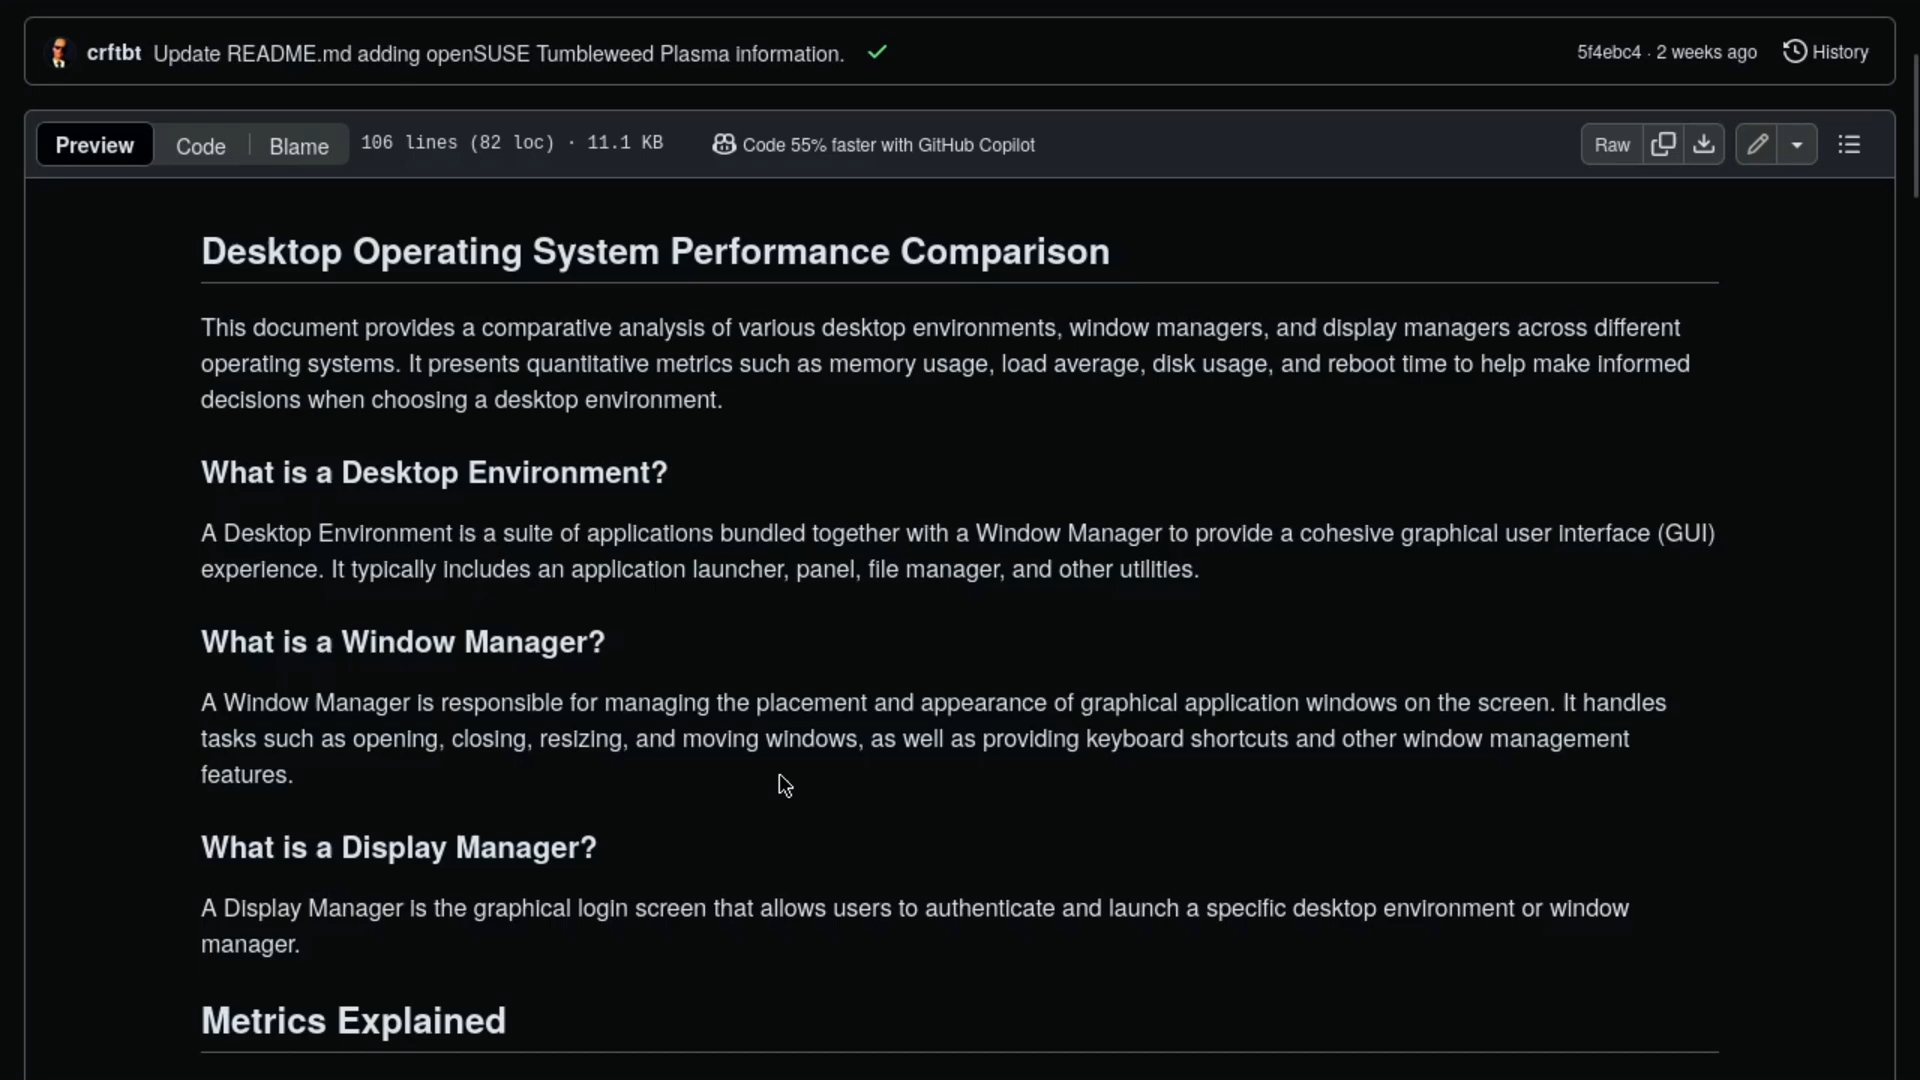 crftbt Update README.md adding openSUSE Tumbleweed Plasma information. 5f4ebc4 · 2 weeks ago History
Preview Code Blame 106 lines (82 loc) · 11.1 KB Code 55% faster with GitHub Copilot Raw
Desktop Operating System Performance Comparison
This document provides a comparative analysis of various desktop environments, window managers, and display managers across different
operating systems. It presents quantitative metrics such as memory usage, load average, disk usage, and reboot time to help make informed
decisions when choosing a desktop environment.
What is a Desktop Environment?
A Desktop Environment is a suite of applications bundled together with a Window Manager to provide a cohesive graphical user interface (GUI)
experience. It typically includes an application launcher, panel, file manager, and other utilities.
What is a Window Manager?
A Window Manager is responsible for managing the placement and appearance of graphical application windows on the screen. It handles
tasks such as opening, closing, resizing, and moving windows, as well as providing keyboard shortcuts and other window management
features.
What is a Display Manager?
A Display Manager is the graphical login screen that allows users to authenticate and launch a specific desktop environment or window
manager.
Metrics Explained